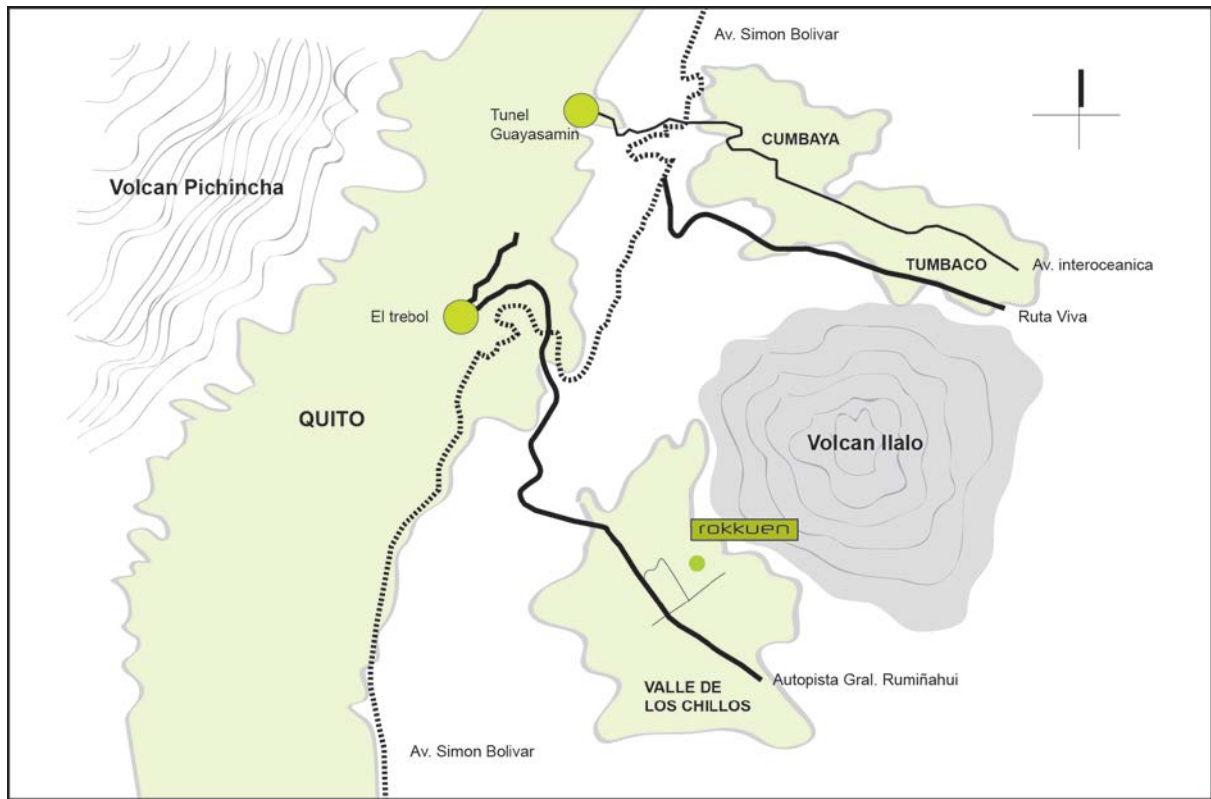 Av. Simon Bolivar
Tunel
Guayasamin
CUMBAYA
Volcan Pichincha
TUMBACO
Av. interoceanica
El trebol
Ruta Viva
QUITO
Volcan Ilalo
rokkuen
Autopista Gral. Rumiñahui
VALLE DE
LOS CHILLOS
Av. Simon Bolivar